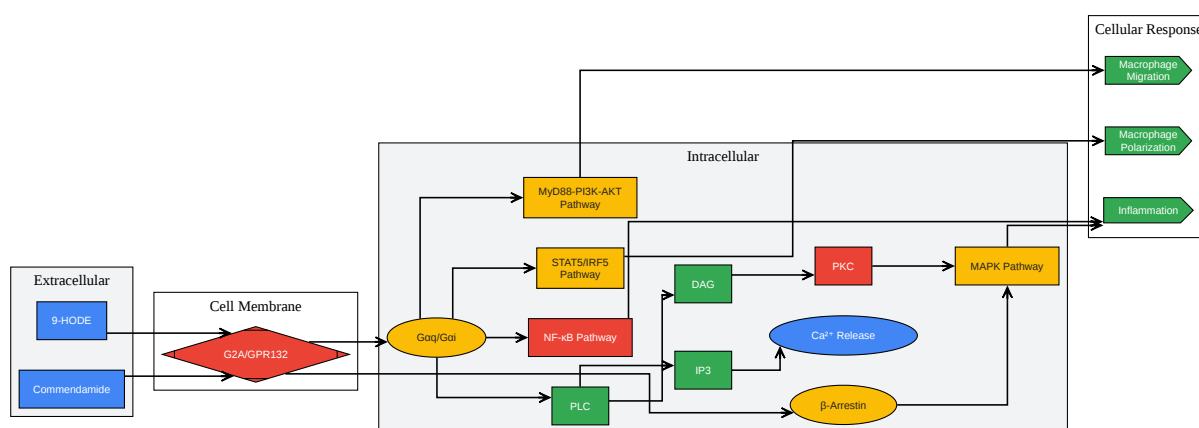 Cellular Response
Macrophage
Migration
Macrophage
Polarization
Inflammation
Intracellular
MyD88-PI3K-AKT
Pathway
STAT5/IRF5
Pathway
NF-κB Pathway
DAG
PKC
MAPK Pathway
Gαq/Gαi
Ca²⁺ Release
IP3
PLC
β-Arrestin
Cell Membrane
G2A/GPR132
Extracellular
9-HODE
Commendamide